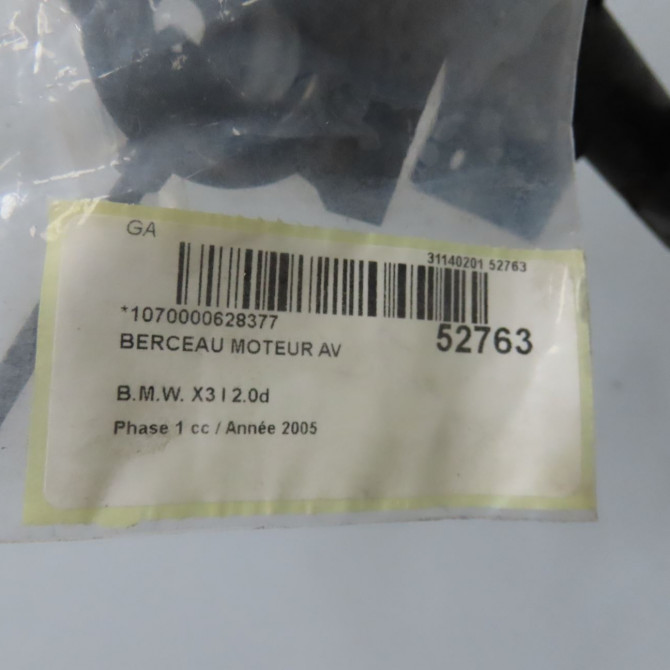 GA
31140201 52763
*1070000628377
52763
BERCEAU MOTEUR AV
B.M.W. X3 I 2.0d
Phase 1 cc / Année 2005